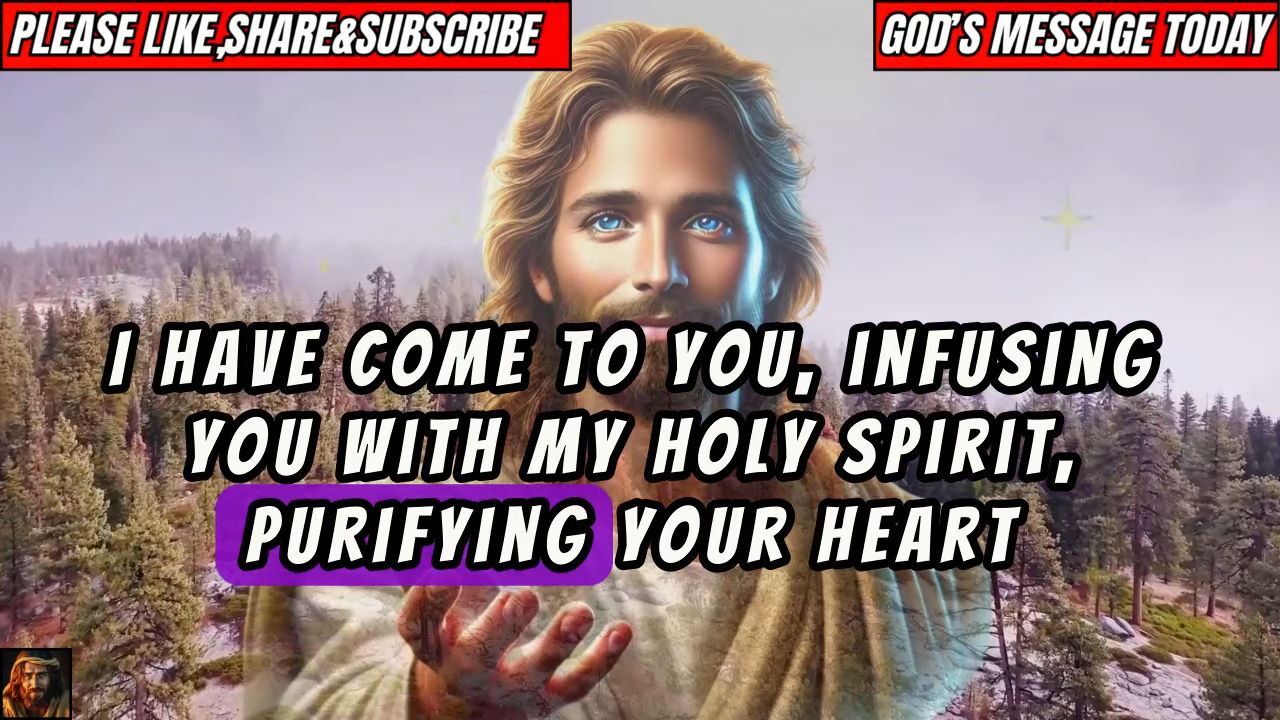 PLEASE LIKE,SHARE&SUBSCRIBE
GOD'S MESSAGE TODAY
I HAVE COME TO YOU, INFUSING
YOU WITH MY HOLY SPIRIT,
PURIFYING YOUR HEART